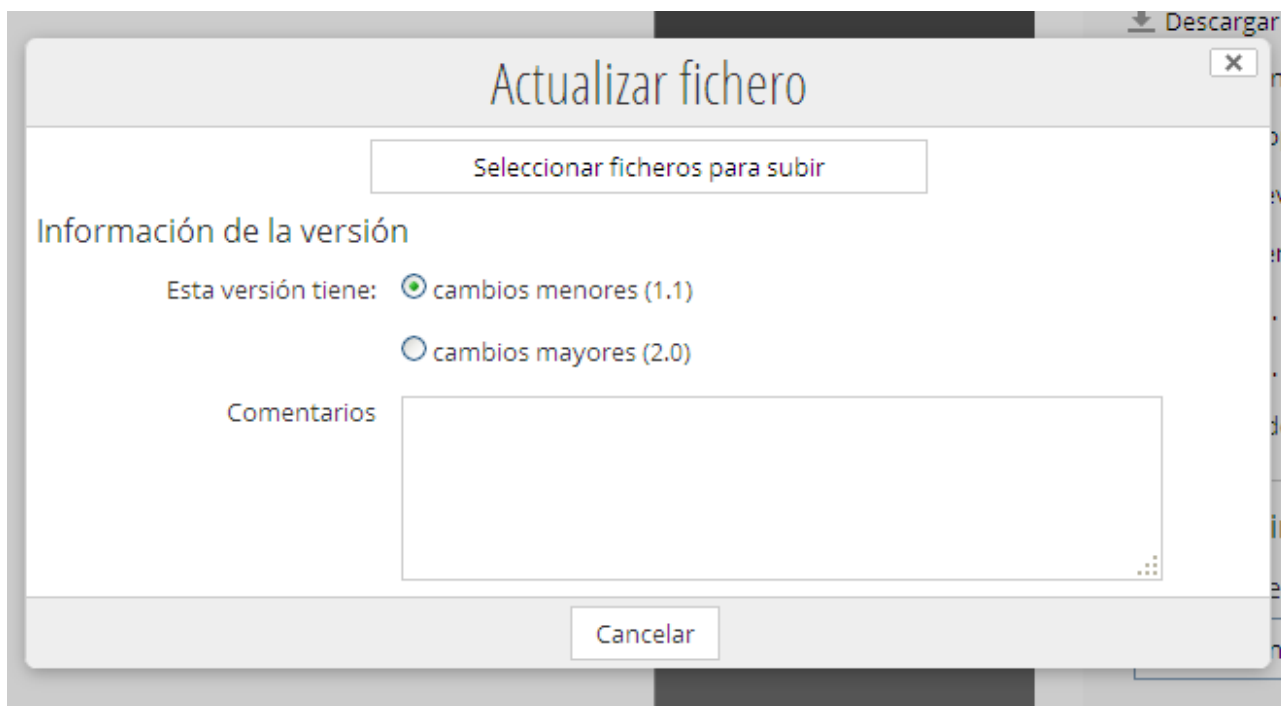 Descargar
Actualizar fichero
Seleccionar ficheros para subir
Información de la versión
Esta versión tiene:
cambios menores (1.1)
cambios mayores (2.0)
Comentarios
Cancelar